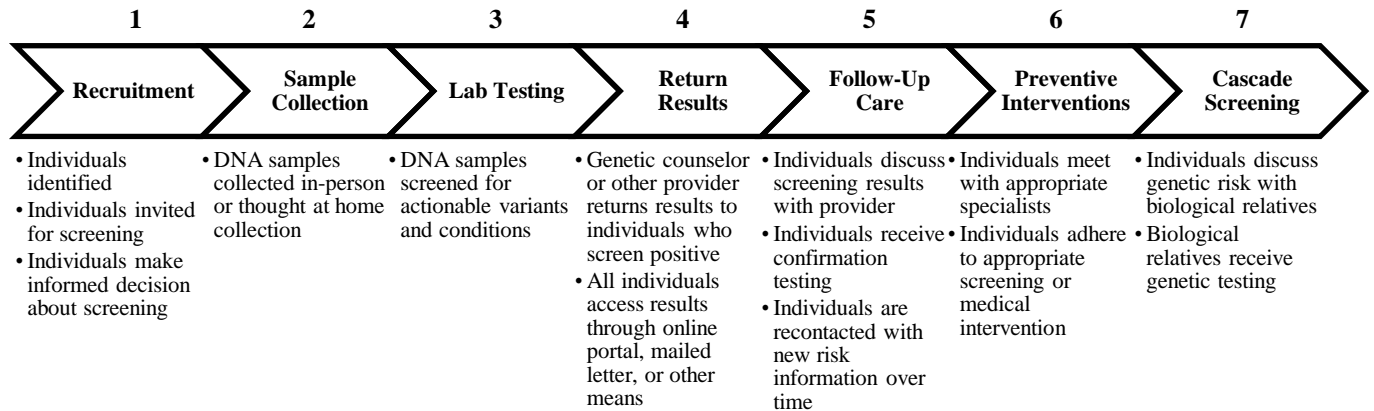 1
2
3
4
5
6
7
Recruitment
Sample
Collection
Lab Testing
Return
Results
Follow-Up
Care
Preventive
Interventions
Cascade
Screening
• Individuals
identified
• Individuals invited
for screening
• Individuals make
informed decision
about screening
• DNA samples
collected in-person
or thought at home
collection
• DNA samples
screened for
actionable variants
and conditions
• Genetic counselor
or other provider
returns results to
individuals who
screen positive
• All individuals
access results
through online
portal, mailed
letter, or other
means
• Individuals discuss
screening results
with provider
• Individuals receive
confirmation
testing
• Individuals are
recontacted with
new risk
information over
time
• Individuals meet
with appropriate
specialists
• Individuals adhere
to appropriate
screening or
medical
intervention
• Individuals discuss
genetic risk with
biological relatives
• Biological
relatives receive
genetic testing